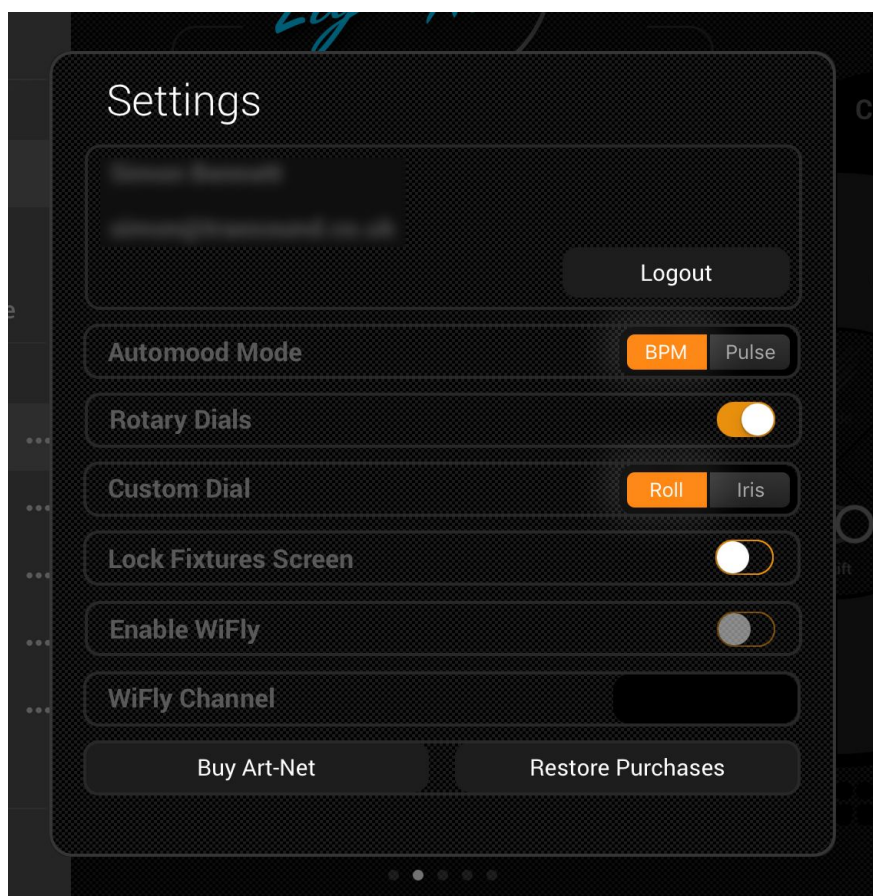 Settings
Logout
Automood Mode BPM Pulse
Rotary Dials
Custom Dial Roll Iris
Lock Fixtures Screen
Enable WiFly
WiFly Channel
Buy Art-Net Restore Purchases